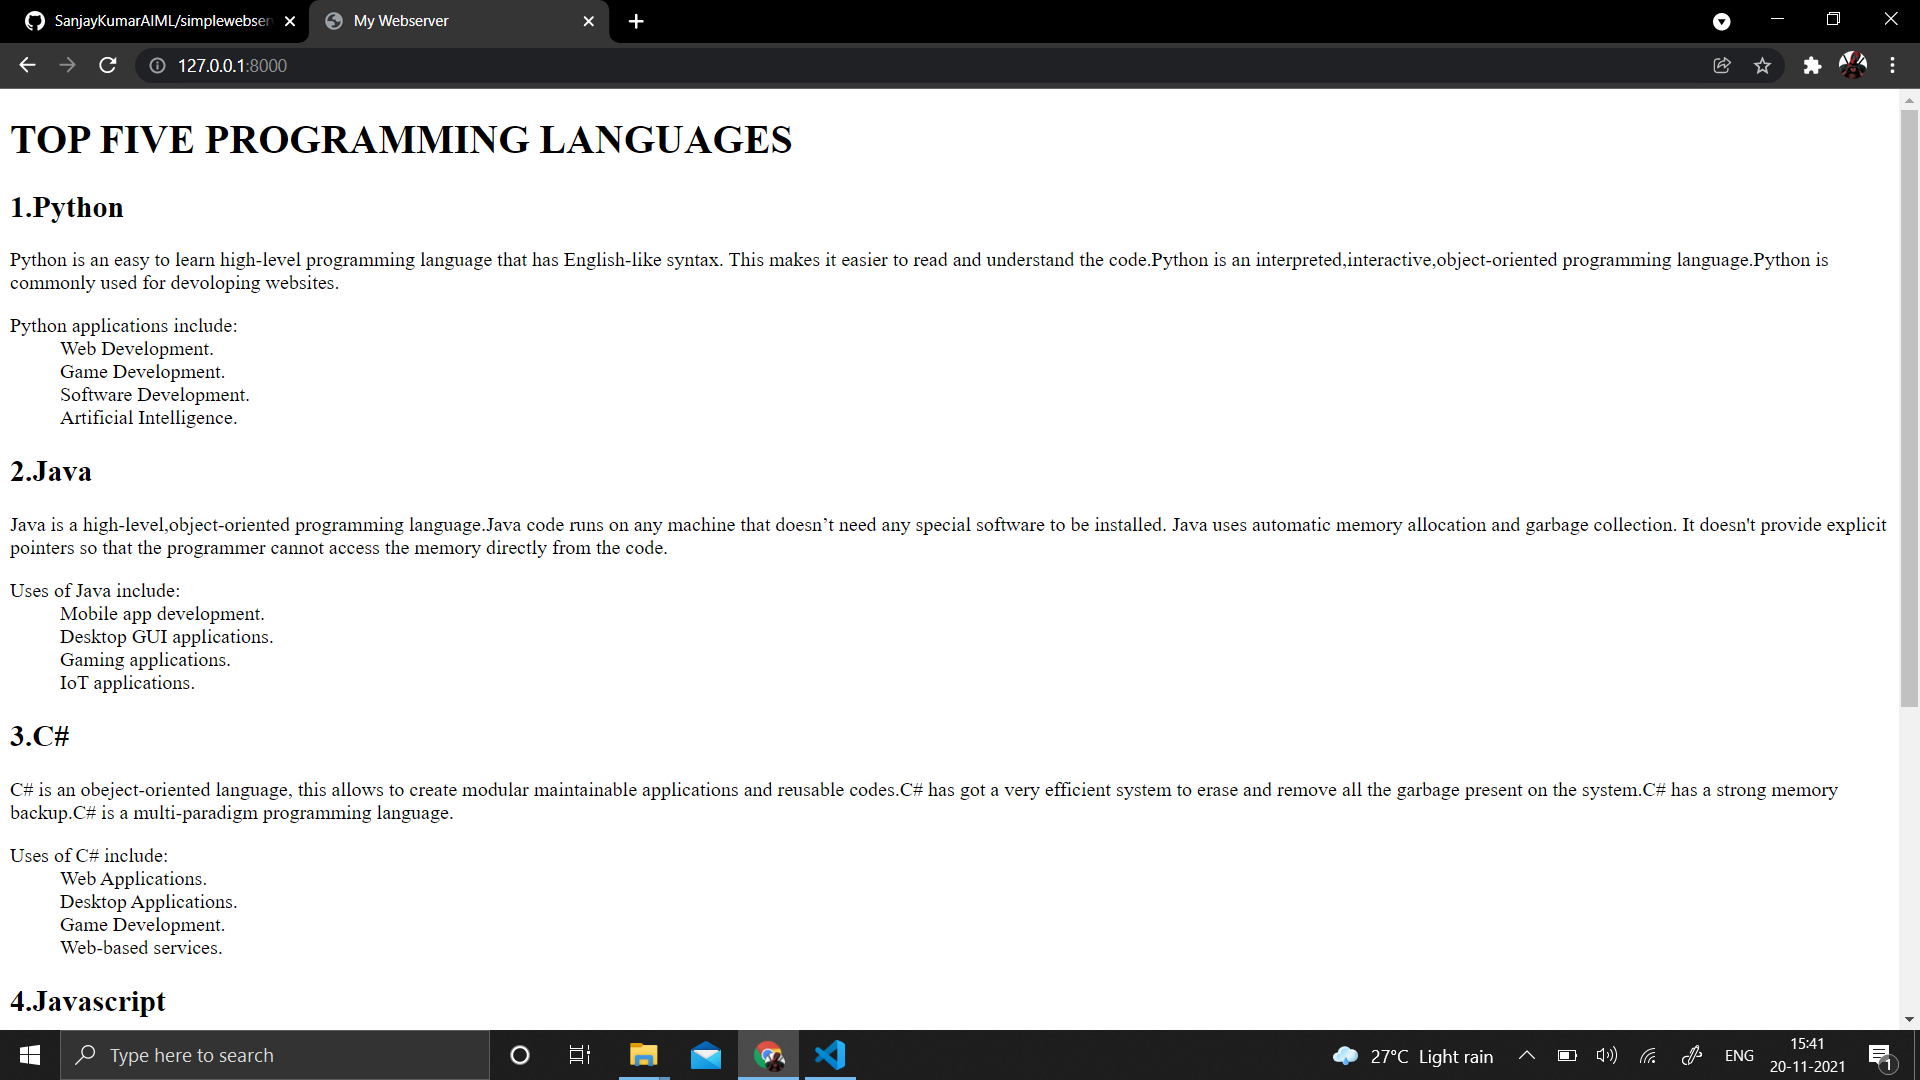 SanjayKumarAIML/simplewebser
My Webserver
127.0.0.1:8000
TOP FIVE PROGRAMMING LANGUAGES
1.Python
Python is an easy to learn high-level programming language that has English-like syntax. This makes it easier to read and understand the code.Python is an interpreted,interactive,object-oriented programming language.Python is
commonly used for devoloping websites.
Python applications include:
Web Development.
Game Development.
Software Development.
Artificial Intelligence.
2.Java
Java is a high-level,object-oriented programming language.Java code runs on any machine that doesn’t need any special software to be installed. Java uses automatic memory allocation and garbage collection. It doesn't provide explicit
pointers so that the programmer cannot access the memory directly from the code.
Uses of Java include:
Mobile app development.
Desktop GUI applications.
Gaming applications.
IoT applications.
3.C#
C# is an obeject-oriented language, this allows to create modular maintainable applications and reusable codes.C# has got a very efficient system to erase and remove all the garbage present on the system.C# has a strong memory
backup.C# is a multi-paradigm programming language.
Uses of C# include:
Web Applications.
Desktop Applications.
Game Development.
Web-based services.
4.Javascript
Type here to search
27°C Light rain
ENG
15:41
20-11-2021
1